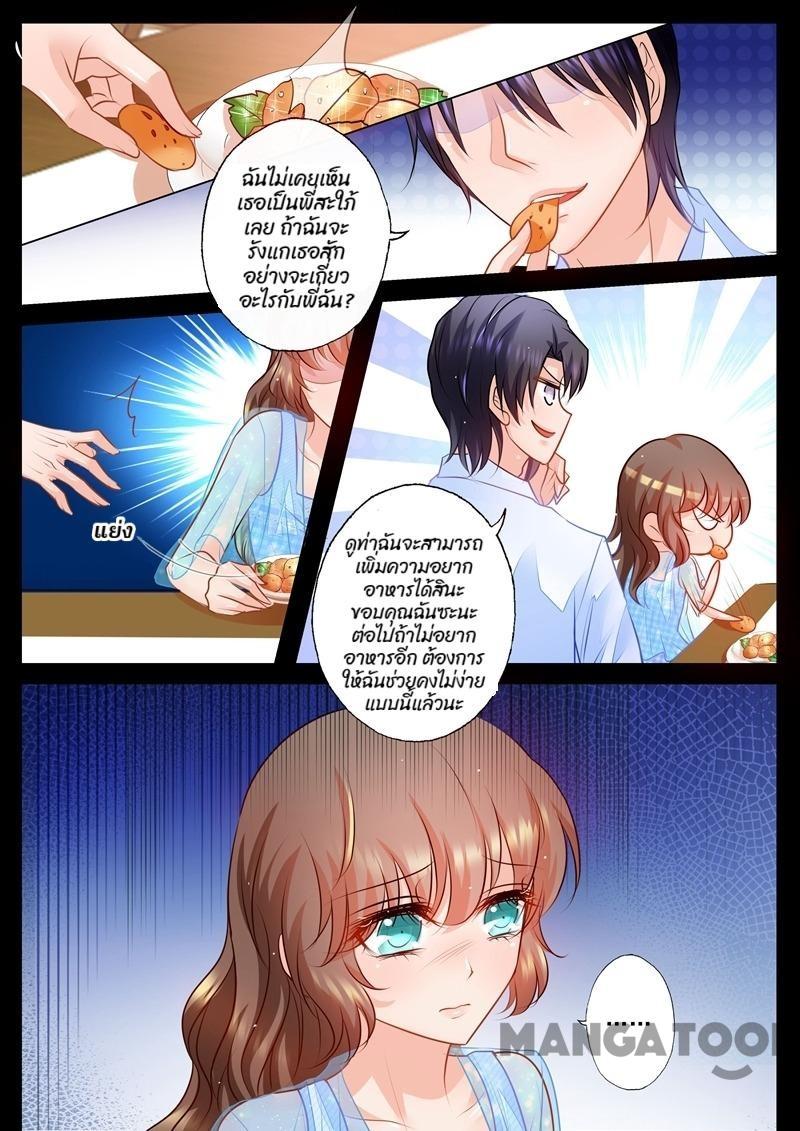 ฉันไม่เคยเห็น
เธอเป็นพี่สะใภ้
เลย ถ้าฉันจะ
รังแกเธอสัก
อย่างจะเกี่ยว
อะไรกับพี่ฉัน?
แย่ง
ดูท่าฉันจะสามารถ
เพิ่มความอยาก
อาหารได้สินะ
ขอบคุณฉันซะนะ
ต่อไปถ้าไม่อยาก
อาหารอีก ต้องการ
ให้ฉันช่วยคงไม่ง่าย
แบบนี้แล้วนะ
......
MANGATOON